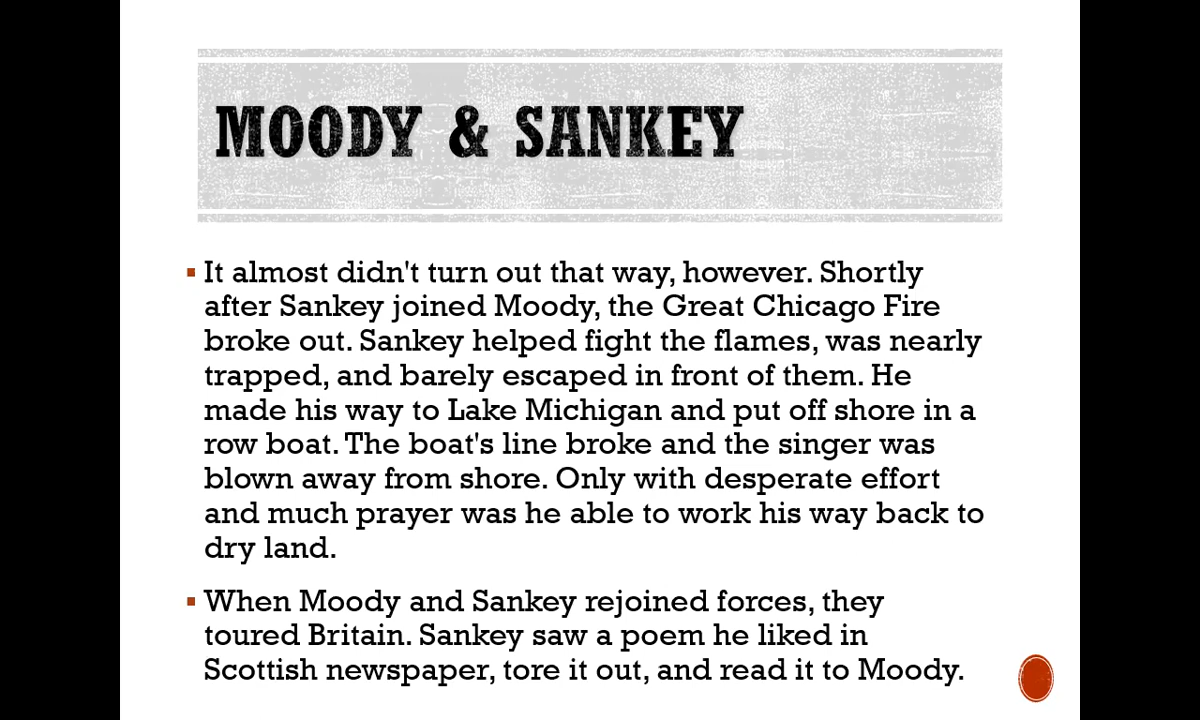 MOODY & SANKEY
It almost didn't turn out that way, however. Shortly
after Sankey joined Moody, the Great Chicago Fire
broke out. Sankey helped fight the flames, was nearly
trapped, and barely escaped in front of them. He
made his way to Lake Michigan and put off shore in a
row boat. The boat's line broke and the singer was
blown away from shore. Only with desperate effort
and much prayer was he able to work his way back to
dry land.
When Moody and Sankey rejoined forces, they
toured Britain. Sankey saw a poem he liked in
Scottish newspaper, tore it out, and read it to Moody.